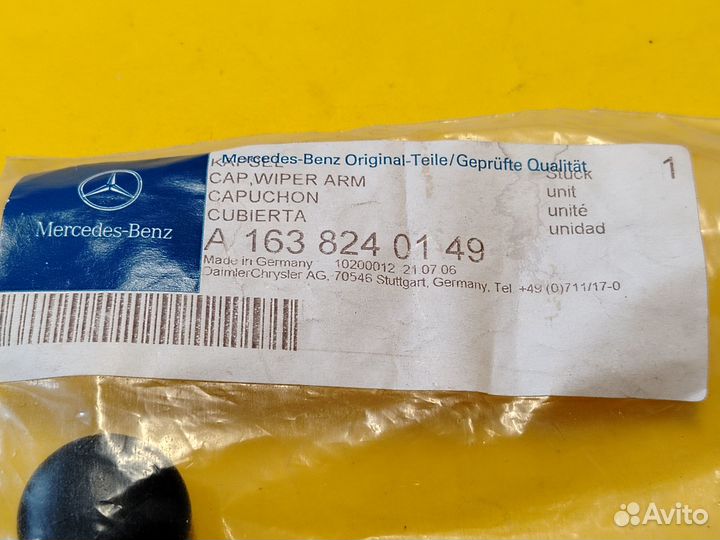 Mercedes-Benz Original-Teile/Geprüfte Qualität
KAPSEL
CAP,WIPER ARM
CAPUCHON
CUBIERTA
Stück
unit
unité
unidad
1
Mercedes-Benz
A 163 824 01 49
Made in Germany 10200012 21.07.06
DaimlerChrysler AG, 70546 Stuttgart, Germany, Tel. +49 (0)711/17-0
Avito